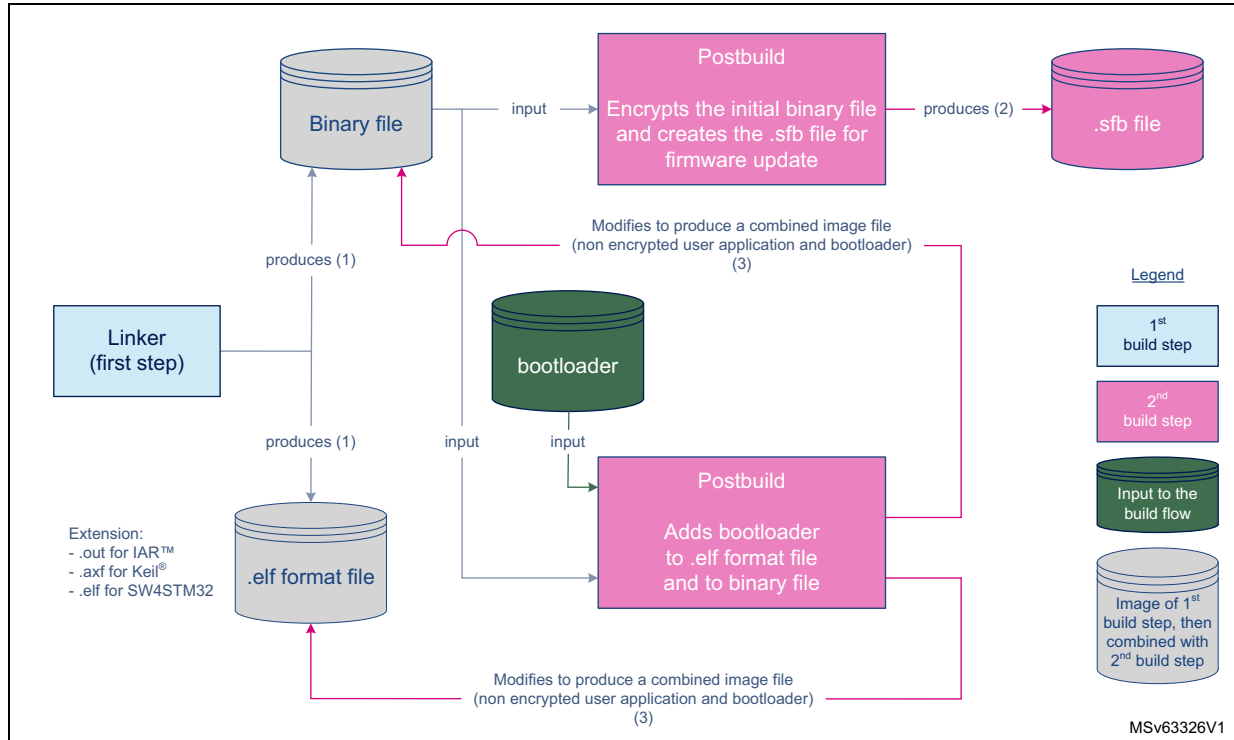 Binary file
input
Postbuild
Encrypts the initial binary file
and creates the .sfb file for
firmware update
produces (2)
.sfb file
Modifies to produce a combined image file
(non encrypted user application and bootloader)
(3)
produces (1)
Linker
(first step)
bootloader
produces (1)
input
input
Postbuild
Adds bootloader
to .elf format file
and to binary file
Extension:
- .out for IAR™
- .axf for Keil®
- .elf for SW4STM32
.elf format file
Modifies to produce a combined image file
(non encrypted user application and bootloader)
(3)
Legend
1st
build step
2nd
build step
Input to the
build flow
Image of 1st
build step, then
combined with
2nd build step
MSv63326V1